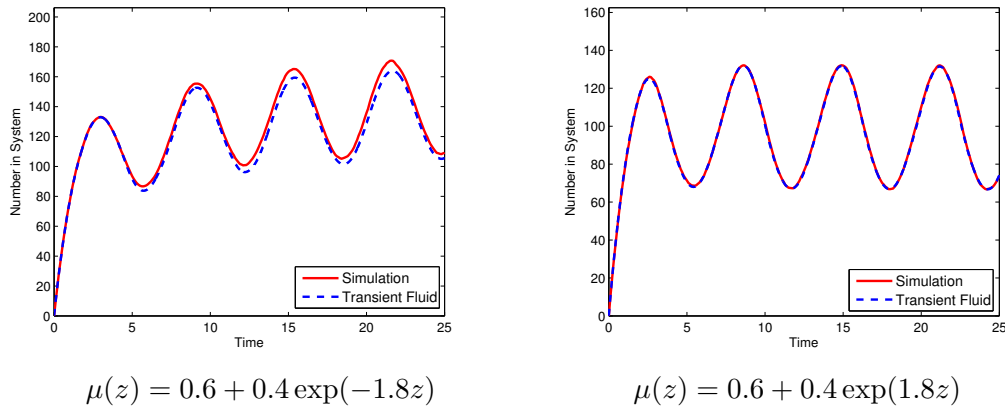 200
180
160
140
120
100
80
60
40
20
0
0 5 10 15 20 25
Number in System
Time
Simulation
Transient Fluid
μ(z) = 0.6 + 0.4 exp(−1.8z)
160
140
120
100
80
60
40
20
0
0 5 10 15 20 25
Number in System
Time
Simulation
Transient Fluid
μ(z) = 0.6 + 0.4 exp(1.8z)